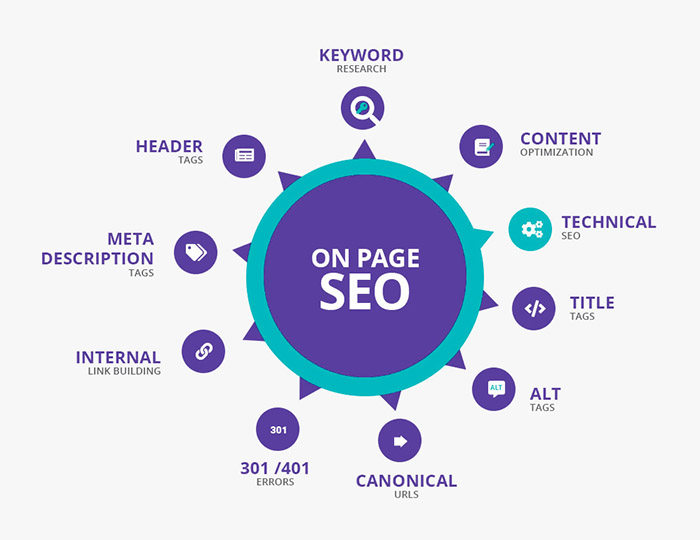 KEYWORD
RESEARCH
CONTENT
OPTIMIZATION
TECHNICAL
SEO
TITLE
TAGS
ALT
ALT
TAGS
CANONICAL
URLS
301
301 /401
ERRORS
INTERNAL
LINK BUILDING
META
DESCRIPTION
TAGS
HEADER
TAGS
ON PAGE
SEO